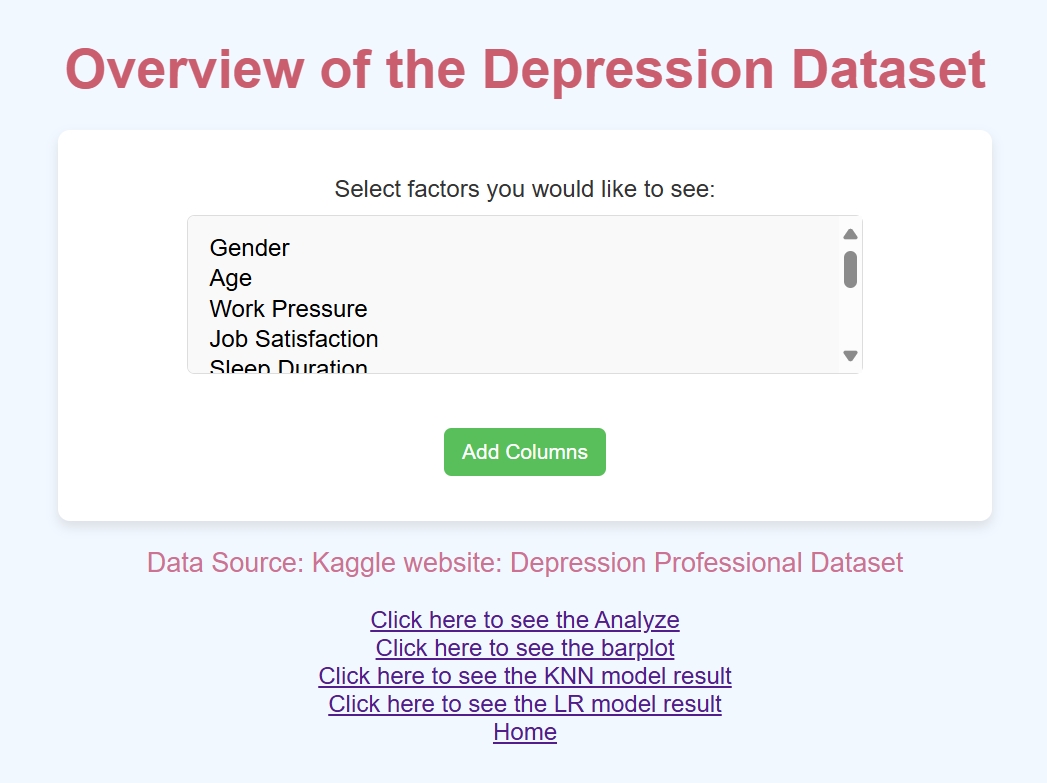 Overview of the Depression Dataset
Select factors you would like to see:
Gender
Age
Work Pressure
Job Satisfaction
Sleep Duration
Add Columns
Data Source: Kaggle website: Depression Professional Dataset
Click here to see the Analyze
Click here to see the barplot
Click here to see the KNN model result
Click here to see the LR model result
Home